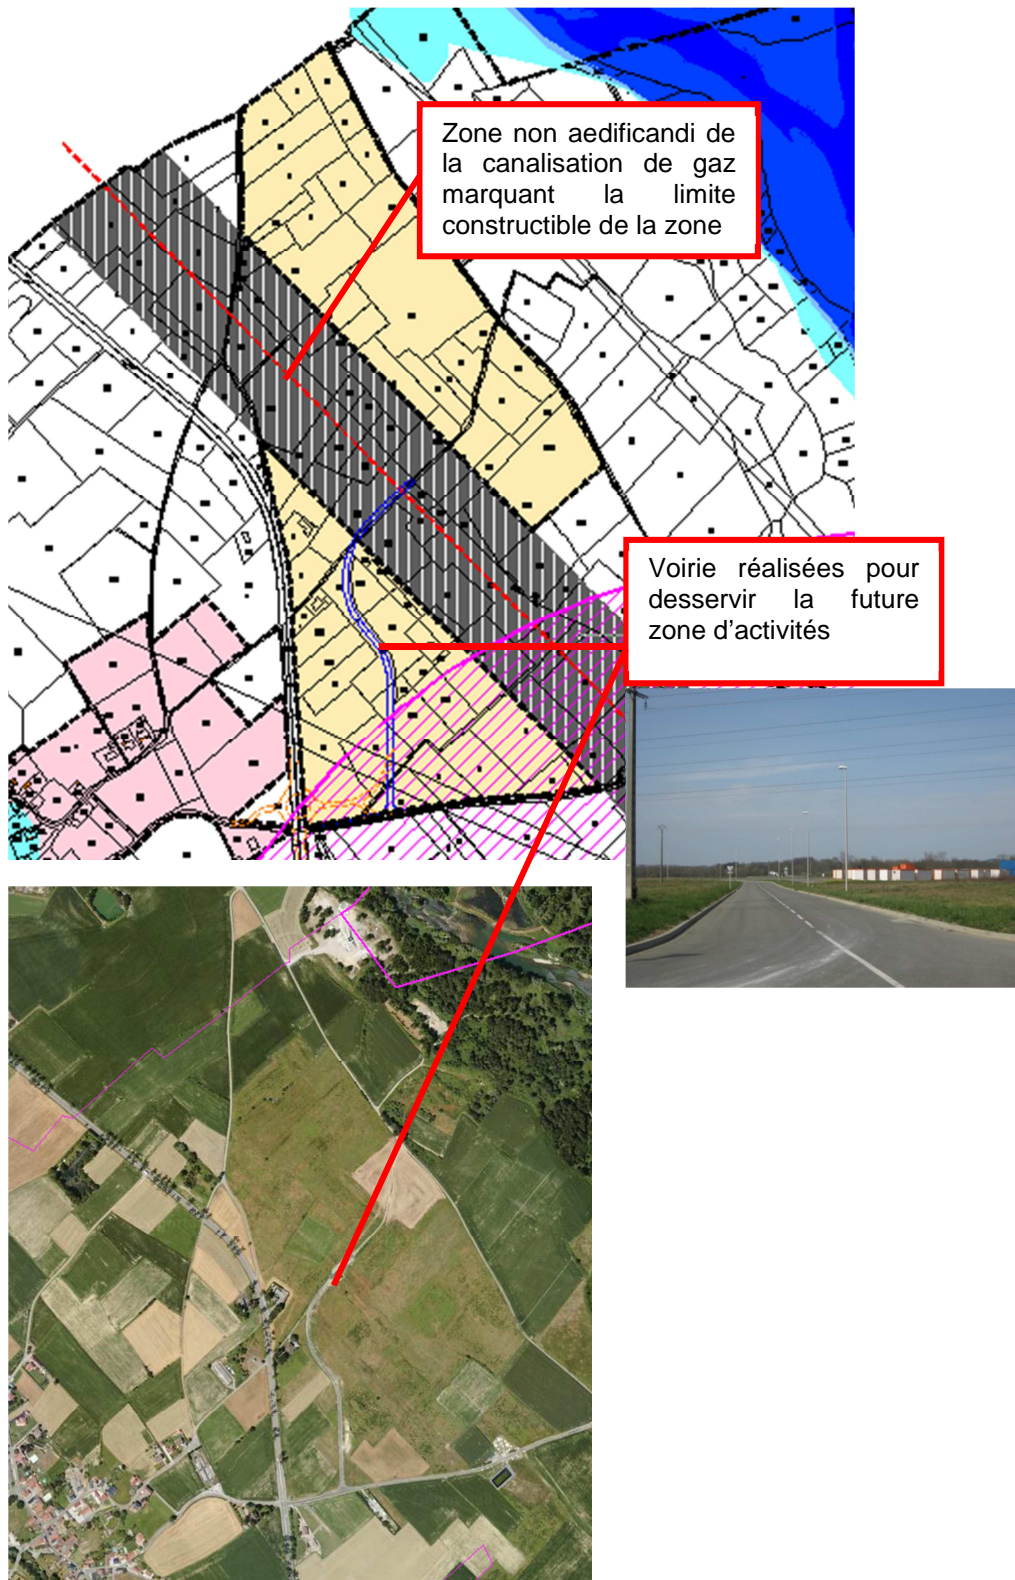 Zone non aedificandi de
la canalisation de gaz
marquant la limite
constructible de la zone
Voirie réalisées pour
desservir la future
zone d'activités